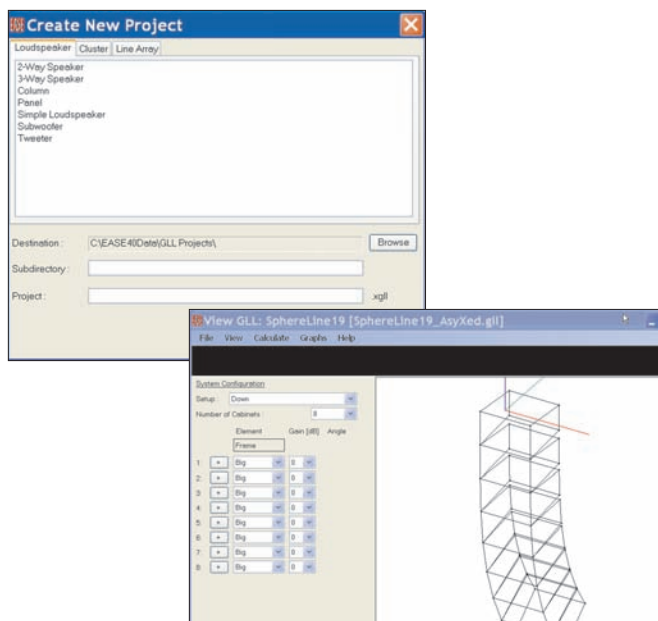 Create New Project
Loudspeaker Cluster Line Array
2-Way Speaker
3-Way Speaker
Column
Panel
Simple Loudspeaker
Subwoofer
Tweeter
Destination : C:\EASE40Data\GLL Projects\ Browse
Subdirectory :
Project : .xgll
View GLL: SphereLine19 [SphereLine19_AsyXed.gll]
File View Calculate Graphs Help
System Configuration
Setup : Down
Number of Cabinets : 8
Element Gain [dB] Angle
Frame
1: + Big 0
2: + Big 0
3: + Big 0
4: + Big 0
5: + Big 0
6: + Big 0
7: + Big 0
8: + Big 0